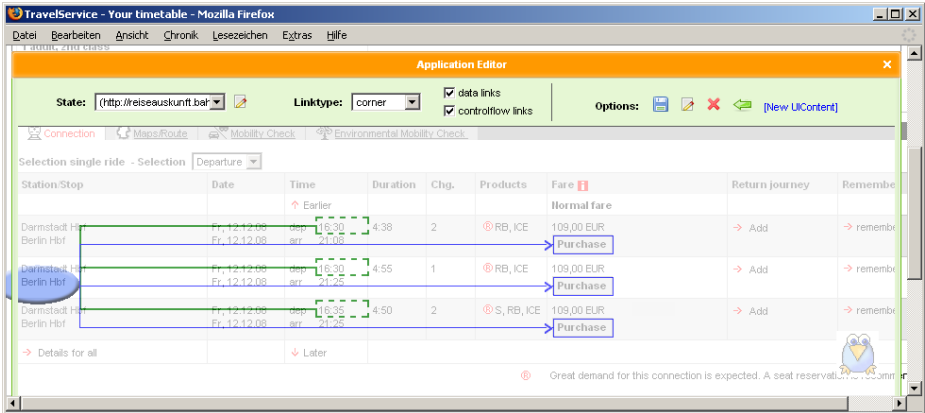 TravelService - Your timetable - Mozilla Firefox
Datei Bearbeiten Ansicht Chronik Lesezeichen Extras Hilfe
1 adult, 2nd class
Application Editor
State: (http://reiseauskunft.bah Linktype: corner data links controlflow links Options: [New UIContent]
Connection Maps/Route Mobility Check Environmental Mobility Check
Selection single ride - Selection Departure
Station/Stop Date Time Duration Chg. Products Fare Return journey Remembe
Earlier Normal fare
Darmstadt Hbf Fr, 12.12.08 dep 16:30 4:38 2 ® RB, ICE 109,00 EUR → Add → remembe
Berlin Hbf Fr, 12.12.08 arr 21:08 Purchase
Darmstadt Hbf Fr, 12.12.08 dep 16:30 4:55 1 ® RB, ICE 109,00 EUR → Add → remembe
Berlin Hbf Fr, 12.12.08 arr 21:25 Purchase
Darmstadt Hbf Fr, 12.12.08 dep 16:35 4:50 2 ® S, RB, ICE 109,00 EUR → Add → remembe
Berlin Hbf Fr, 12.12.08 arr 21:25 Purchase
→ Details for all ↓ Later
® Great demand for this connection is expected. A seat reservation